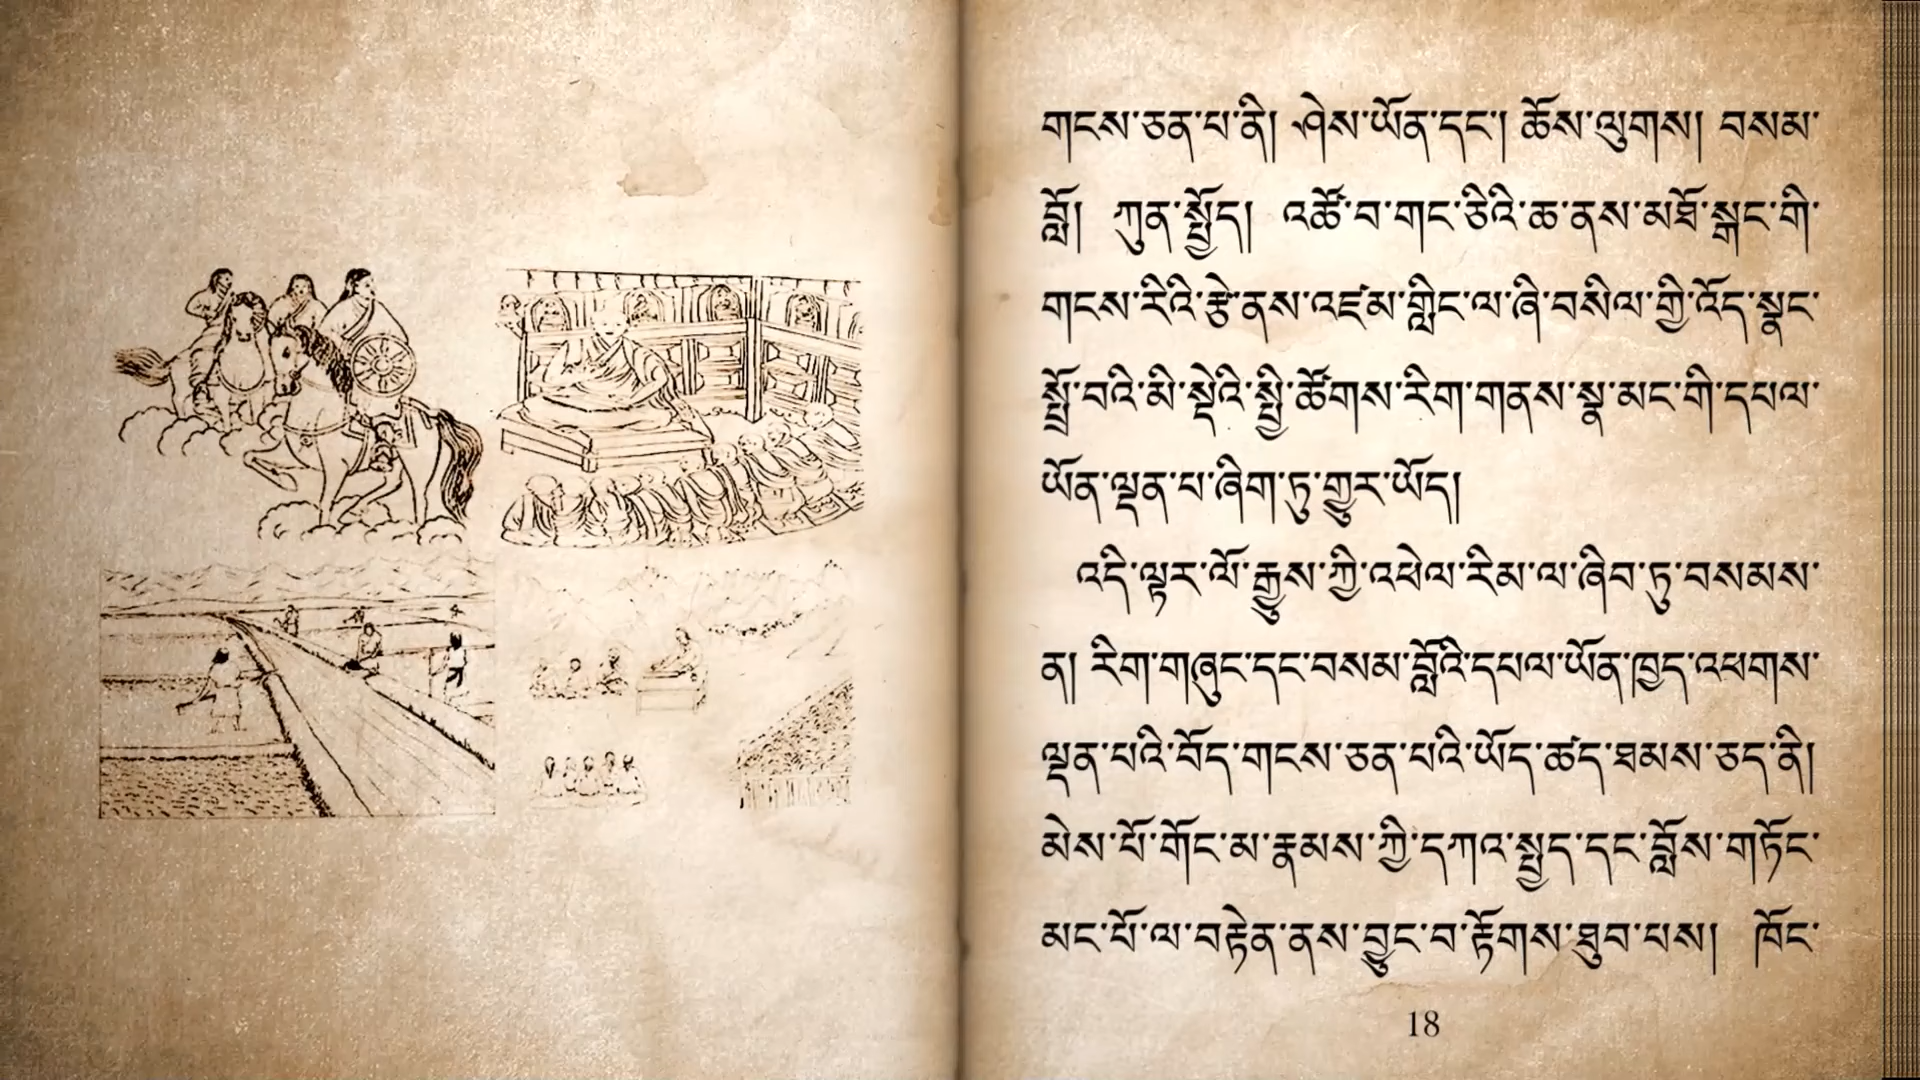 གངས་ཅན་པ་ནི། ཤེས་ཡོན་དང་། ཆོས་ལུགས། བསམ་
བློ། ཀུན་སྤྱོད། འཚོ་བ་གང་ཅིའི་ཆ་ནས་མཐོ་སྒང་གི་
གངས་རིའི་རྩེ་ནས་འཛམ་གླིང་ལ་ཞི་བསིལ་གྱི་འོད་སྣང་
སྤྲོ་བའི་མི་སྡེའི་སྤྱི་ཚོགས་རིག་གནས་སྣ་མང་གི་དཔལ་
ཡོན་ལྡན་པ་ཞིག་ཏུ་གྱུར་ཡོད།
འདི་ལྟར་ལོ་རྒྱུས་ཀྱི་འཕེལ་རིམ་ལ་ཞིབ་ཏུ་བསམས་
ན། རིག་གཞུང་དང་བསམ་བློའི་དཔལ་ཡོན་ཁྱད་འཕགས་
ལྡན་པའི་བོད་གངས་ཅན་པའི་ཡོད་ཚད་ཐམས་ཅད་ནི།
མེས་པོ་གོང་མ་རྣམས་ཀྱི་དཀའ་སྤྱད་དང་བློས་གཏོང་
མང་པོ་ལ་བརྟེན་ནས་བྱུང་བ་རྟོགས་ཐུབ་པས། ཁོང་
18